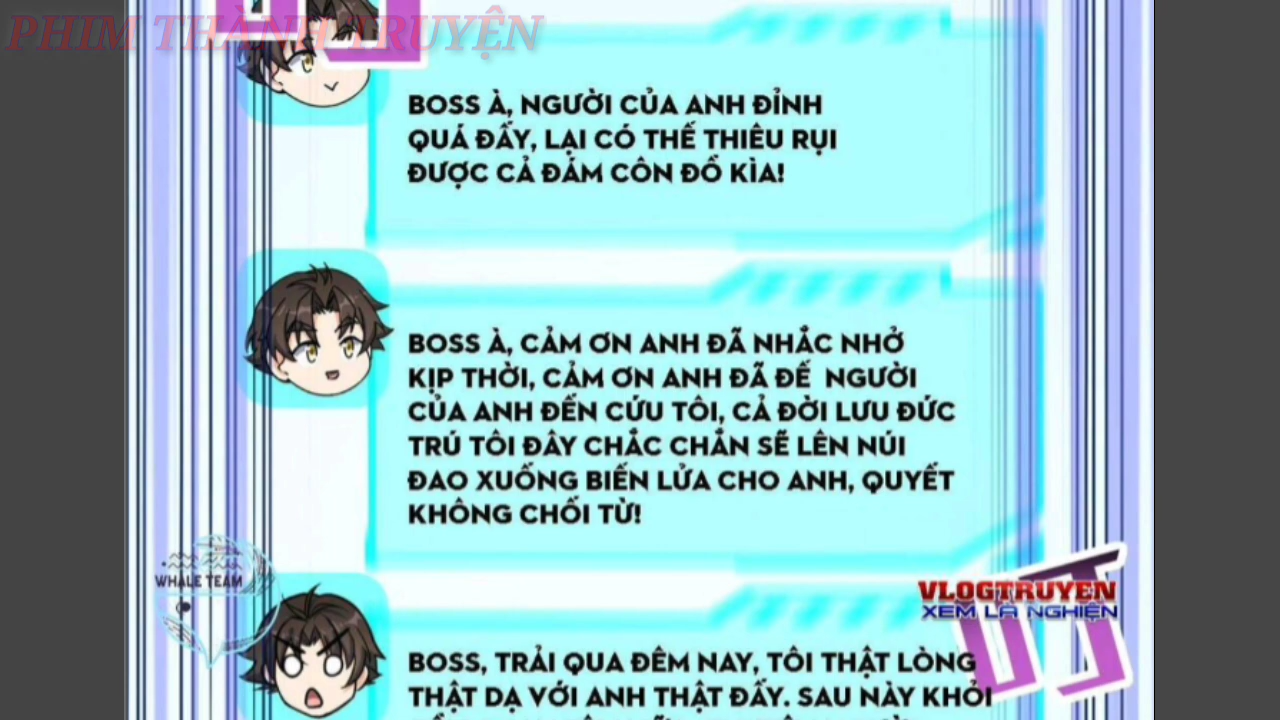 PHIM THÀNH TRUYỆN
BOSS À, NGƯỜI CỦA ANH ĐỈNH
QUÁ ĐẤY, LẠI CÓ THỂ THIÊU RỤI
ĐƯỢC CẢ ĐÁM CÔN ĐỒ KÌA!
BOSS À, CẢM ƠN ANH ĐÃ NHẮC NHỞ
KỊP THỜI, CẢM ƠN ANH ĐÃ ĐỂ NGƯỜI
CỦA ANH ĐẾN CỨU TÔI, CẢ ĐỜI LƯU ĐỨC
TRÚ TÔI ĐÂY CHẮC CHẮN SẼ LÊN NÚI
ĐAO XUỐNG BIỂN LỬA CHO ANH, QUYẾT
KHÔNG CHỐI TỪ!
WHALE TEAM
VLOGTRUYEN
XEM LÀ NGHIỆN
BOSS, TRẢI QUA ĐÊM NAY, TÔI THẬT LÒNG
THẬT DẠ VỚI ANH THẬT ĐẤY. SAU NÀY KHỎI